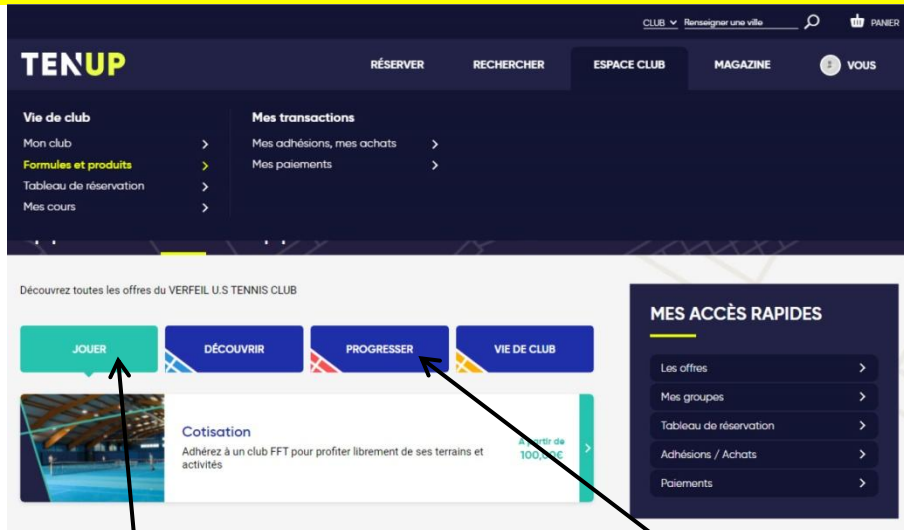 CLUB Renseigner une ville PANIER
TENUP RÉSERVER RECHERCHER ESPACE CLUB MAGAZINE VOUS
Vie de club
Mon club
Formules et produits
Tableau de réservation
Mes cours
Mes transactions
Mes adhésions, mes achats
Mes paiements
Découvrez toutes les offres du VERFEIL U.S TENNIS CLUB
JOUER DÉCOUVRIR PROGRESSER VIE DE CLUB
Cotisation
Adhérez à un club FFT pour profiter librement de ses terrains et
activités
À partir de
100,00€
MES ACCÈS RAPIDES
Les offres
Mes groupes
Tableau de réservation
Adhésions / Achats
Paiements